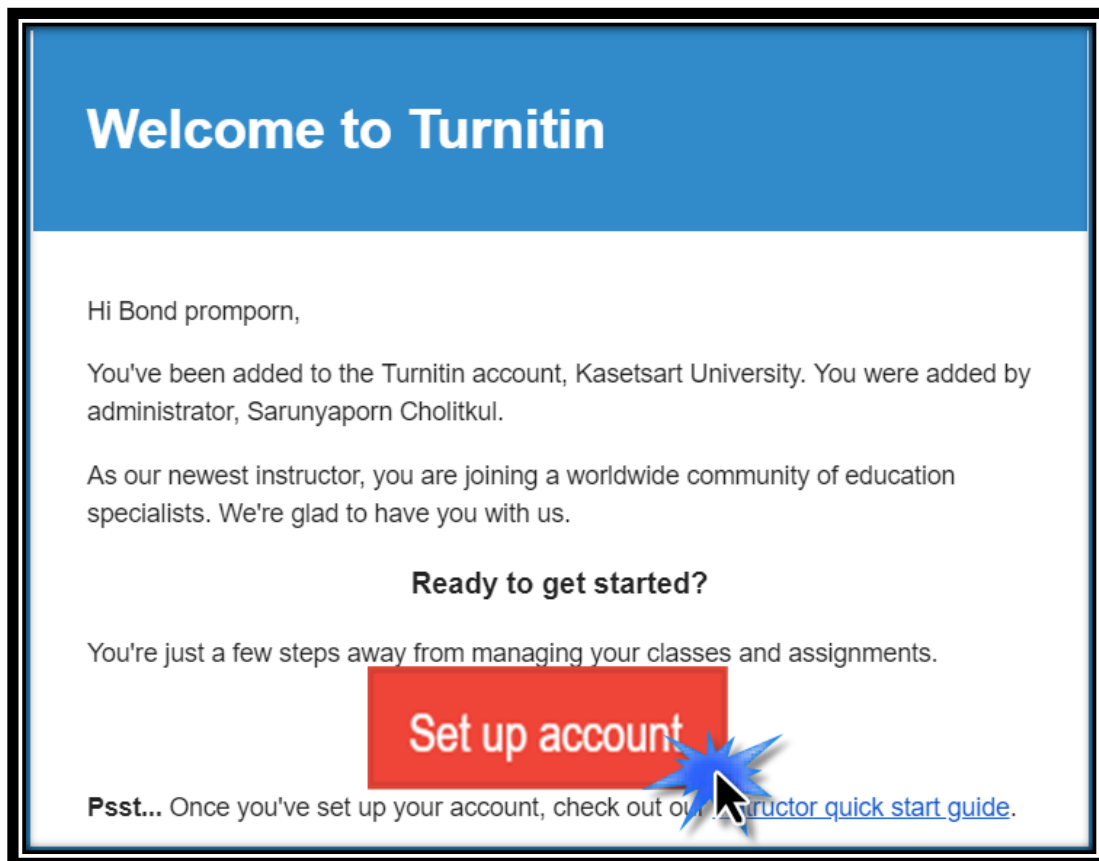 Welcome to Turnitin
Hi Bond promporn,
You've been added to the Turnitin account, Kasetsart University. You were added by
administrator, Sarunyaporn Cholitkul.
As our newest instructor, you are joining a worldwide community of education
specialists. We're glad to have you with us.
Ready to get started?
You're just a few steps away from managing your classes and assignments.
Set up account
Psst... Once you've set up your account, check out our quick start guide.